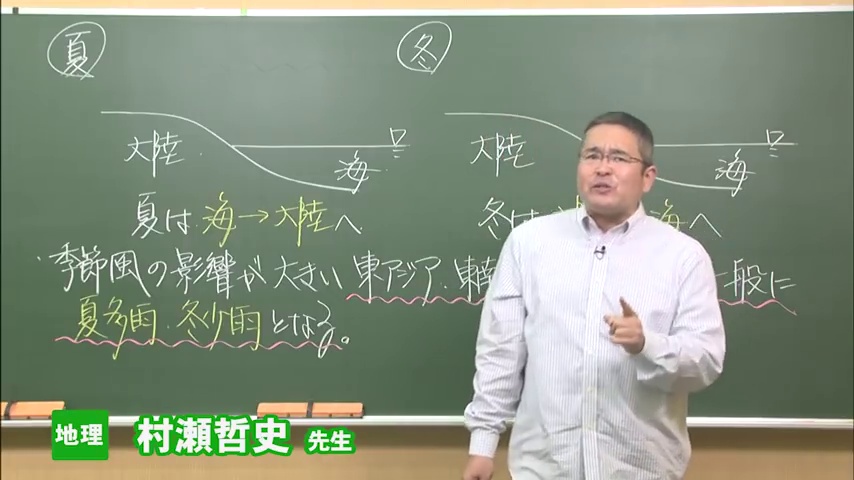 夏
冬
大陸
海
大陸
海
夏は 海→大陸へ
冬は 海へ
・季節風の影響が大きい 東アジア・東南 一般に
夏多雨・冬少雨となる。
地理 村瀬哲史 先生